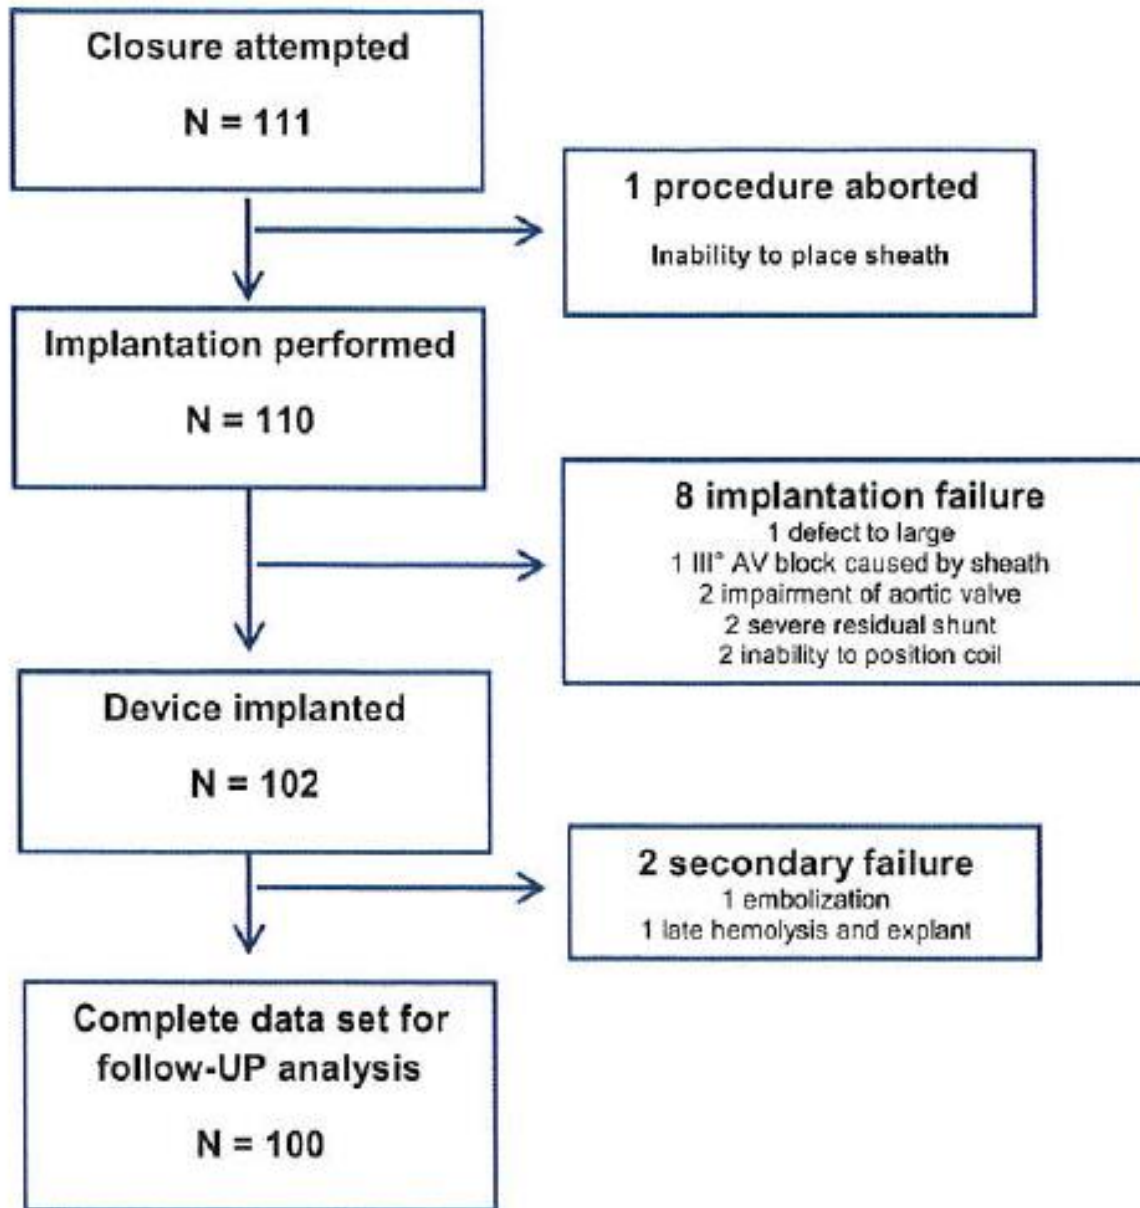 Closure attempted
N = 111
1 procedure aborted
Inability to place sheath
Implantation performed
N = 110
8 implantation failure
1 defect to large
1 III° AV block caused by sheath
2 impairment of aortic valve
2 severe residual shunt
2 inability to position coil
Device implanted
N = 102
2 secondary failure
1 embolization
1 late hemolysis and explant
Complete data set for
follow-UP analysis
N = 100